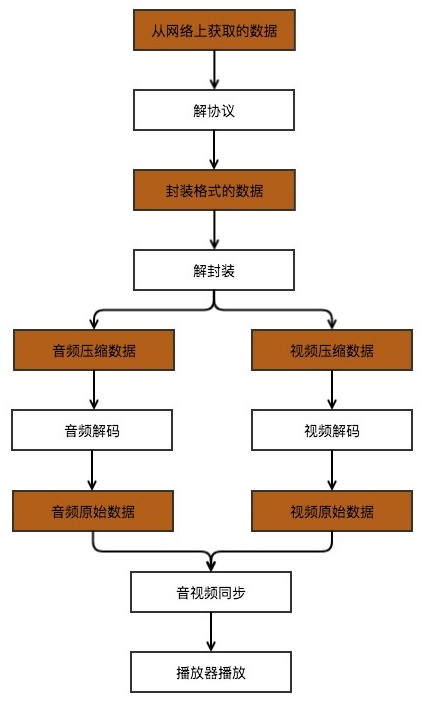 从网络上获取的数据
解协议
封装格式的数据
解封装
音频压缩数据
视频压缩数据
音频解码
视频解码
音频原始数据
视频原始数据
音视频同步
播放器播放